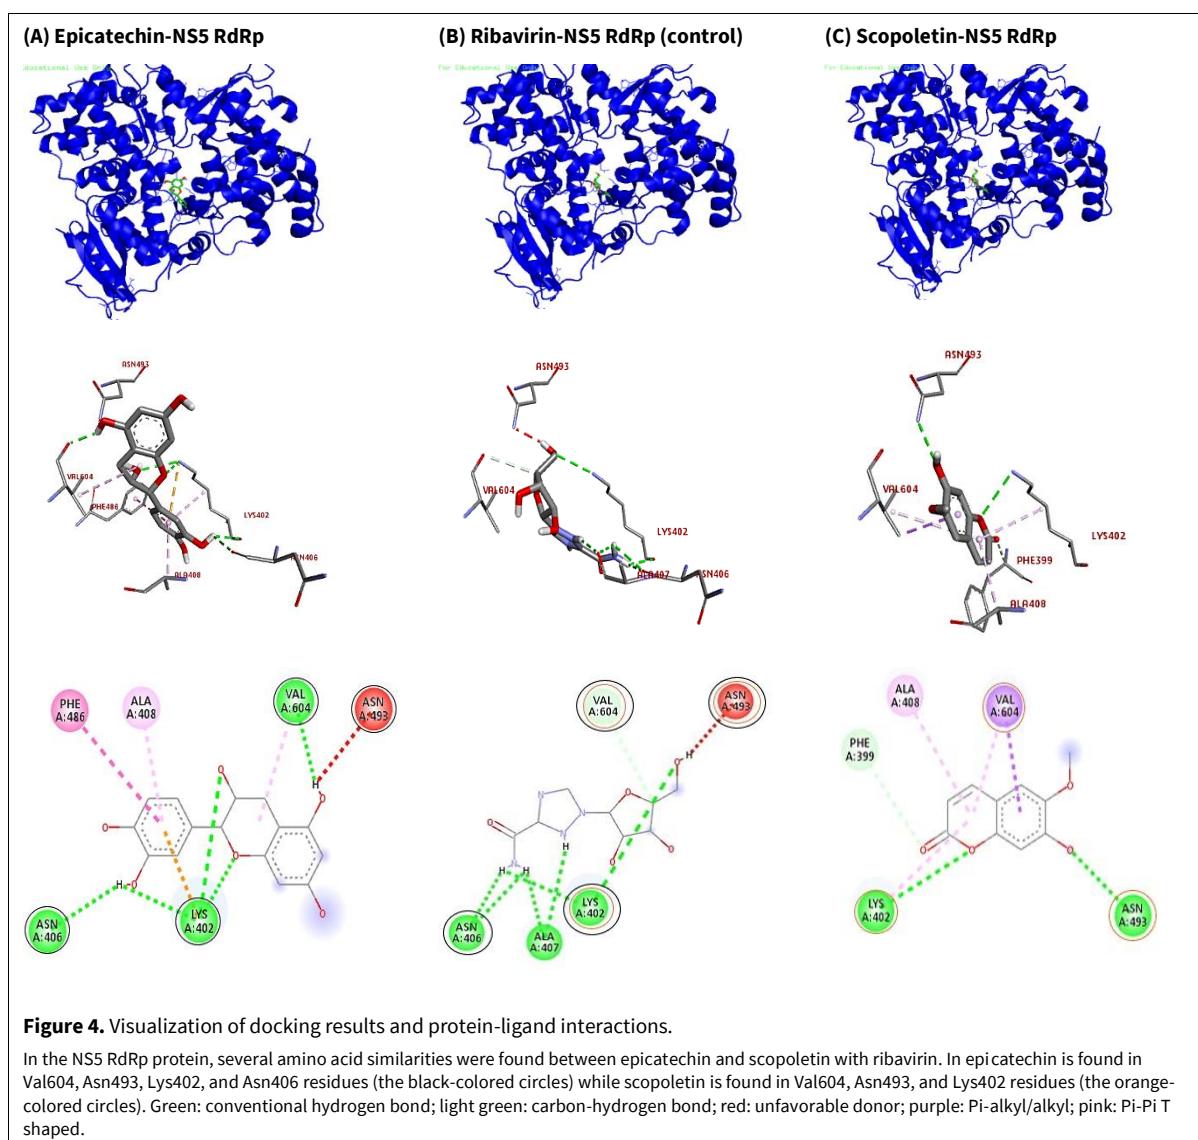 (A) Epicatechin-NS5 RdRp
(B) Ribavirin-NS5 RdRp (control)
(C) Scopoletin-NS5 RdRp
For Educational Use Only
ASN493
VAL604
PHE486
LYS402
ALA408
ASN493
VAL604
LYS402
ALA407
ASN406
ASN493
VAL604
LYS402
PHE399
ALA408
PHE
A:486
ALA
A:408
VAL
A:604
ASN
A:493
O
H
O
O
O
O
H
O
ASN
A:406
LYS
A:402
O
VAL
A:604
ASN
A:493
O
H
N
O
N
O
N
H
O
N
H
H
O
O
ASN
A:406
ALA
A:407
LYS
A:402
ALA
A:408
VAL
A:604
PHE
A:399
O
O
O
O
LYS
A:402
ASN
A:493
Figure 4. Visualization of docking results and protein-ligand interactions.
In the NS5 RdRp protein, several amino acid similarities were found between epicatechin and scopoletin with ribavirin. In epicatechin is found in
Val604, Asn493, Lys402, and Asn406 residues (the black-colored circles) while scopoletin is found in Val604, Asn493, and Lys402 residues (the orange-
colored circles). Green: conventional hydrogen bond; light green: carbon-hydrogen bond; red: unfavorable donor; purple: Pi-alkyl/alkyl; pink: Pi-Pi T
shaped.